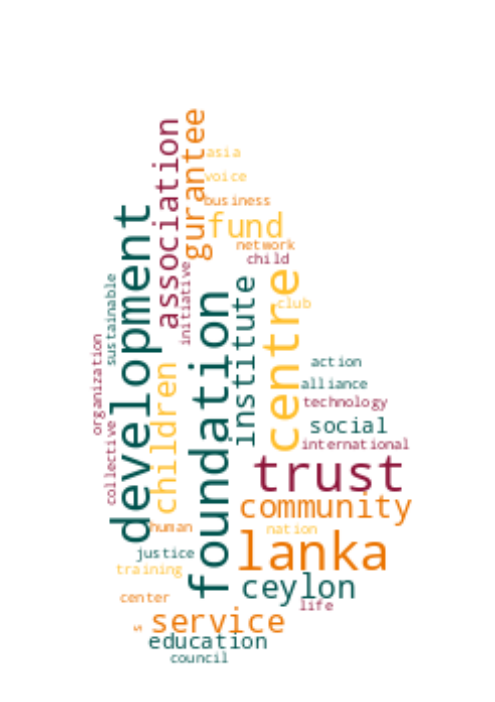 gurantee
association
asia
voice
business
development
fund
network
child
initiative
sustainable
foundation
institute
centre
club
organization
children
action
alliance
technology
social
international
collective
trust
community
human
nation
lanka
justice
training
ceylon
center
life
s
service
education
council